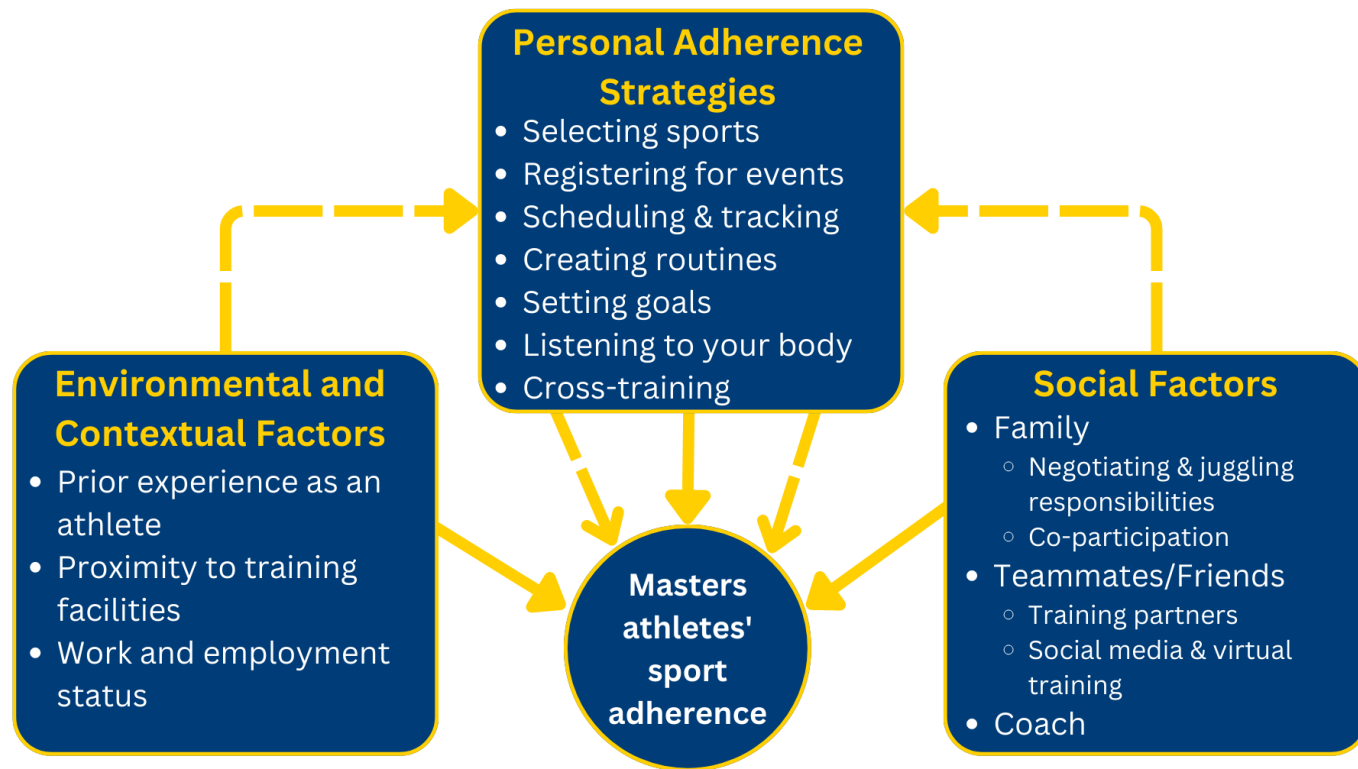 Personal Adherence
Strategies
• Selecting sports
• Registering for events
• Scheduling & tracking
• Creating routines
• Setting goals
• Listening to your body
• Cross-training
Environmental and
Contextual Factors
• Prior experience as an
athlete
• Proximity to training
facilities
• Work and employment
status
Masters
athletes'
sport
adherence
Social Factors
• Family
○ Negotiating & juggling
responsibilities
○ Co-participation
• Teammates/Friends
○ Training partners
○ Social media & virtual
training
• Coach